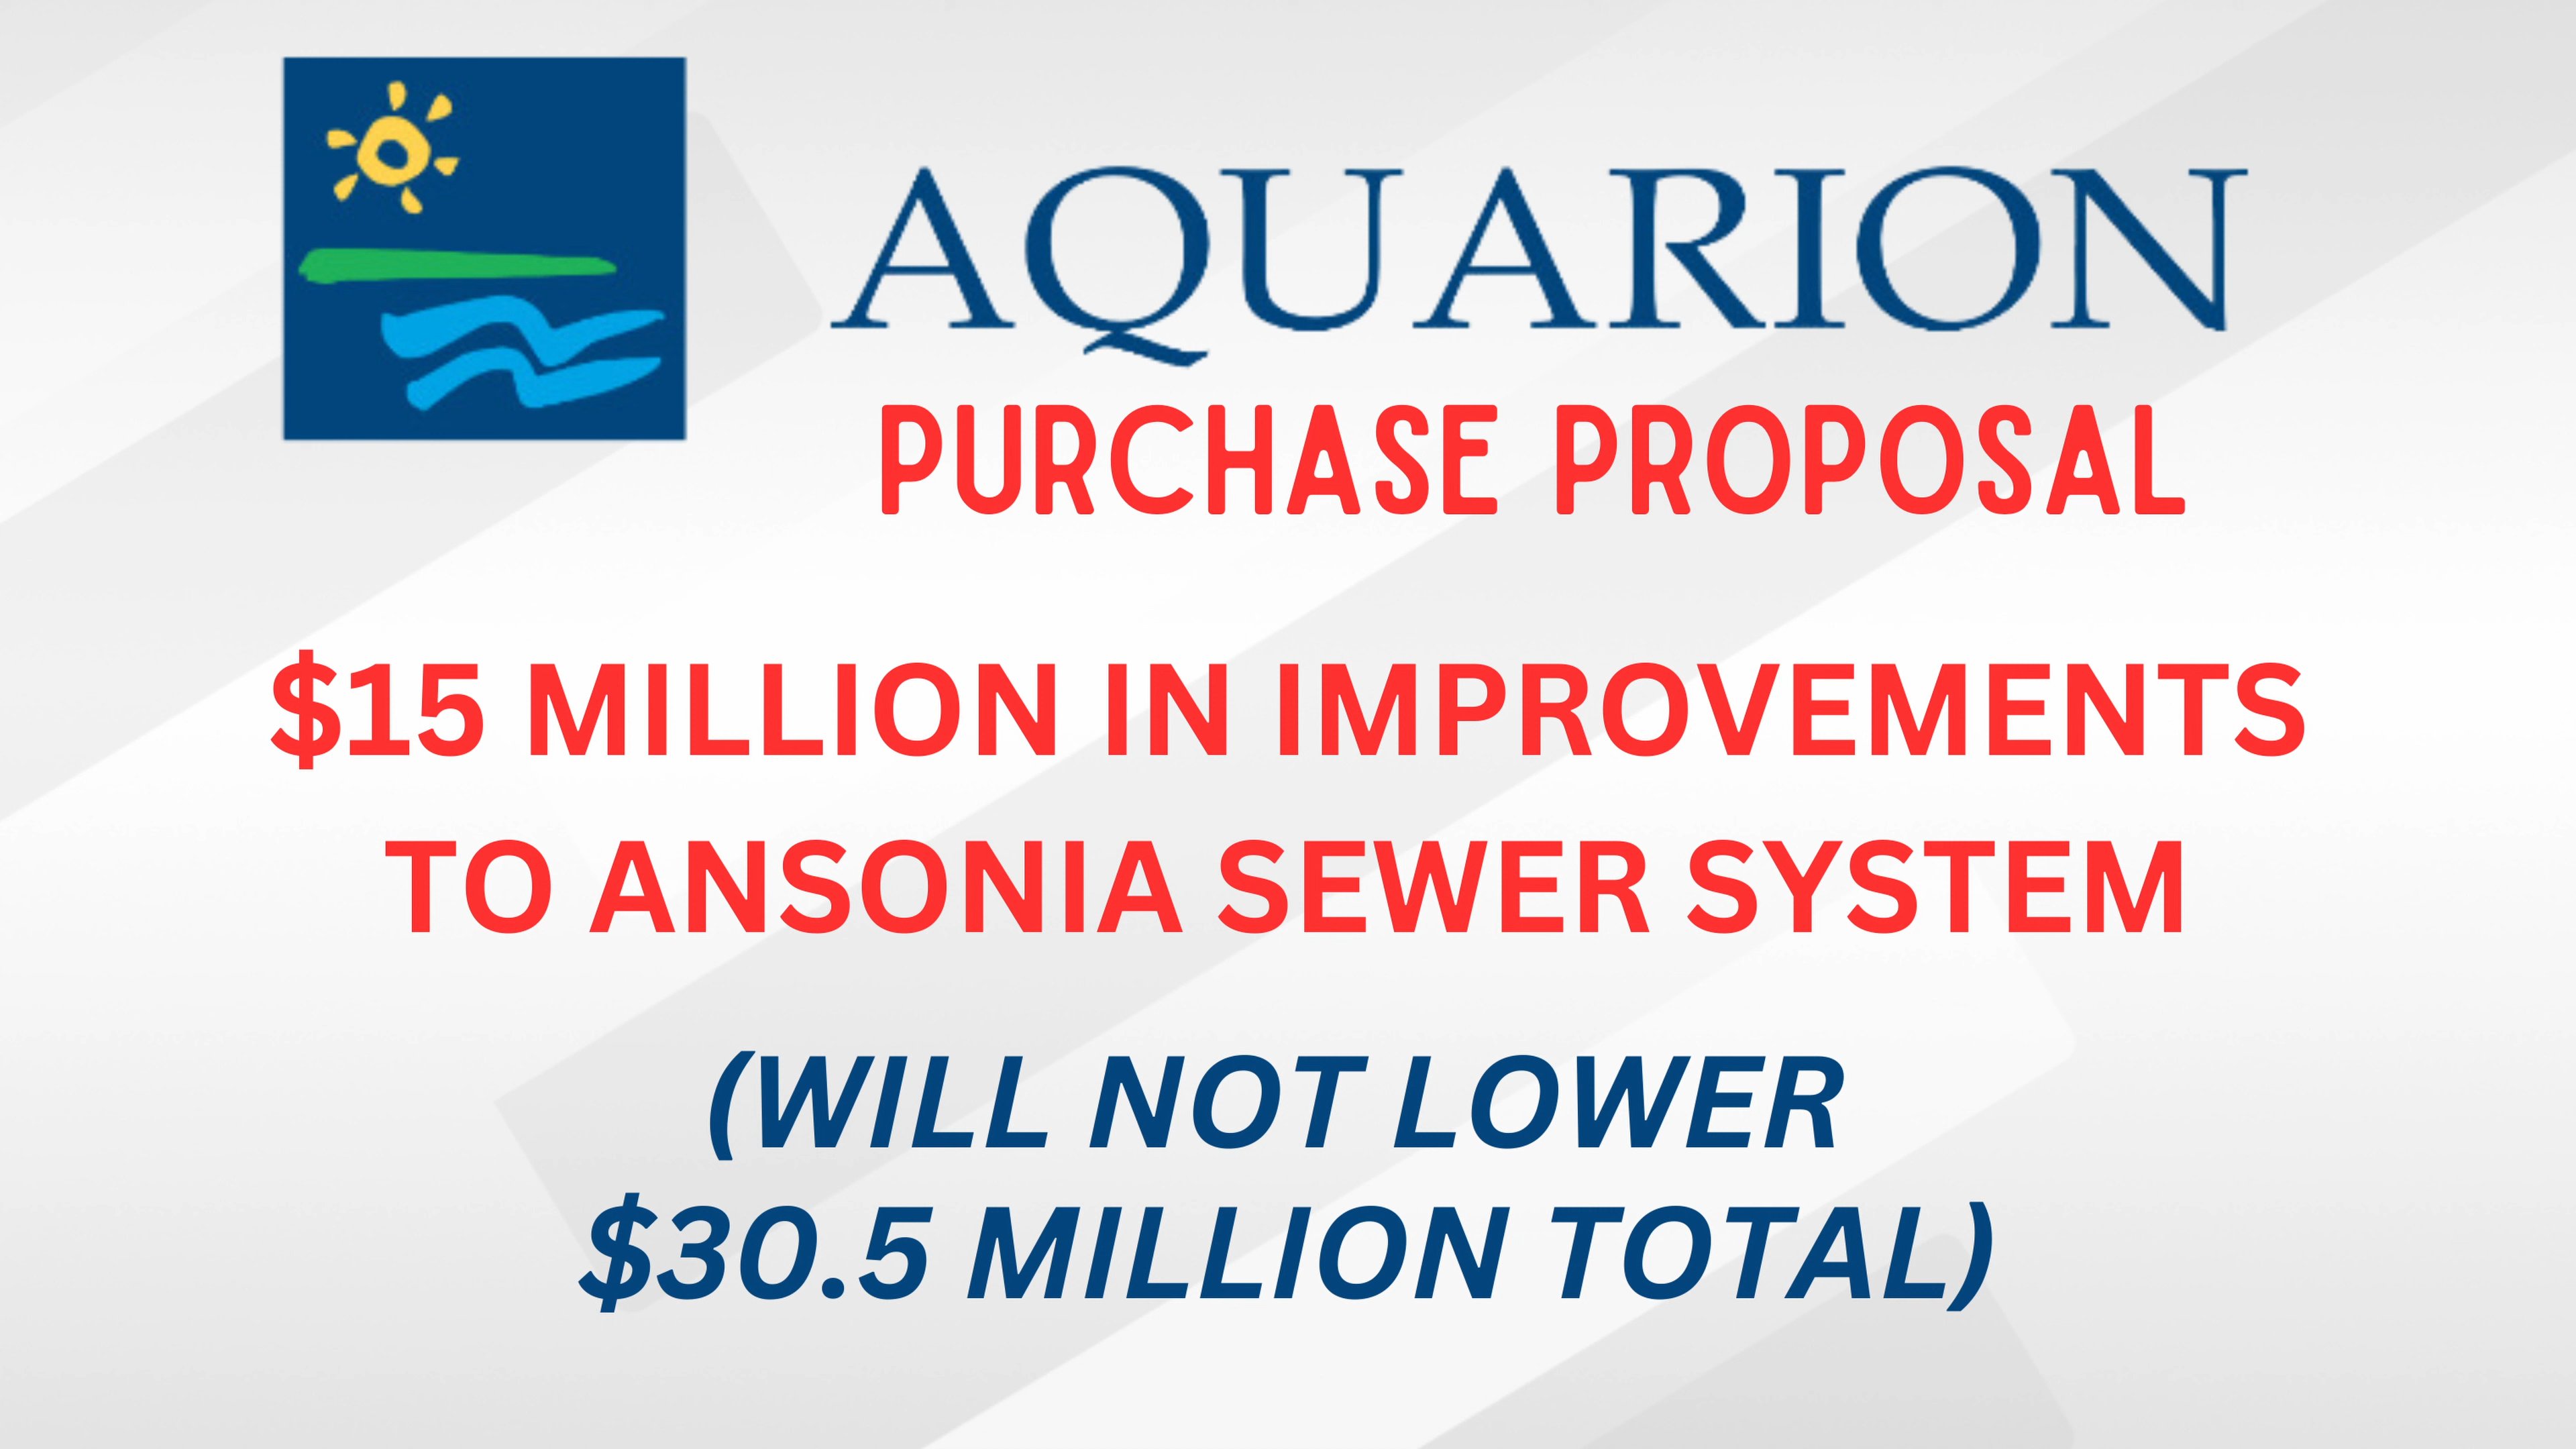 AQUARION
PURCHASE PROPOSAL
$15 MILLION IN IMPROVEMENTS
TO ANSONIA SEWER SYSTEM
(WILL NOT LOWER
$30.5 MILLION TOTAL)